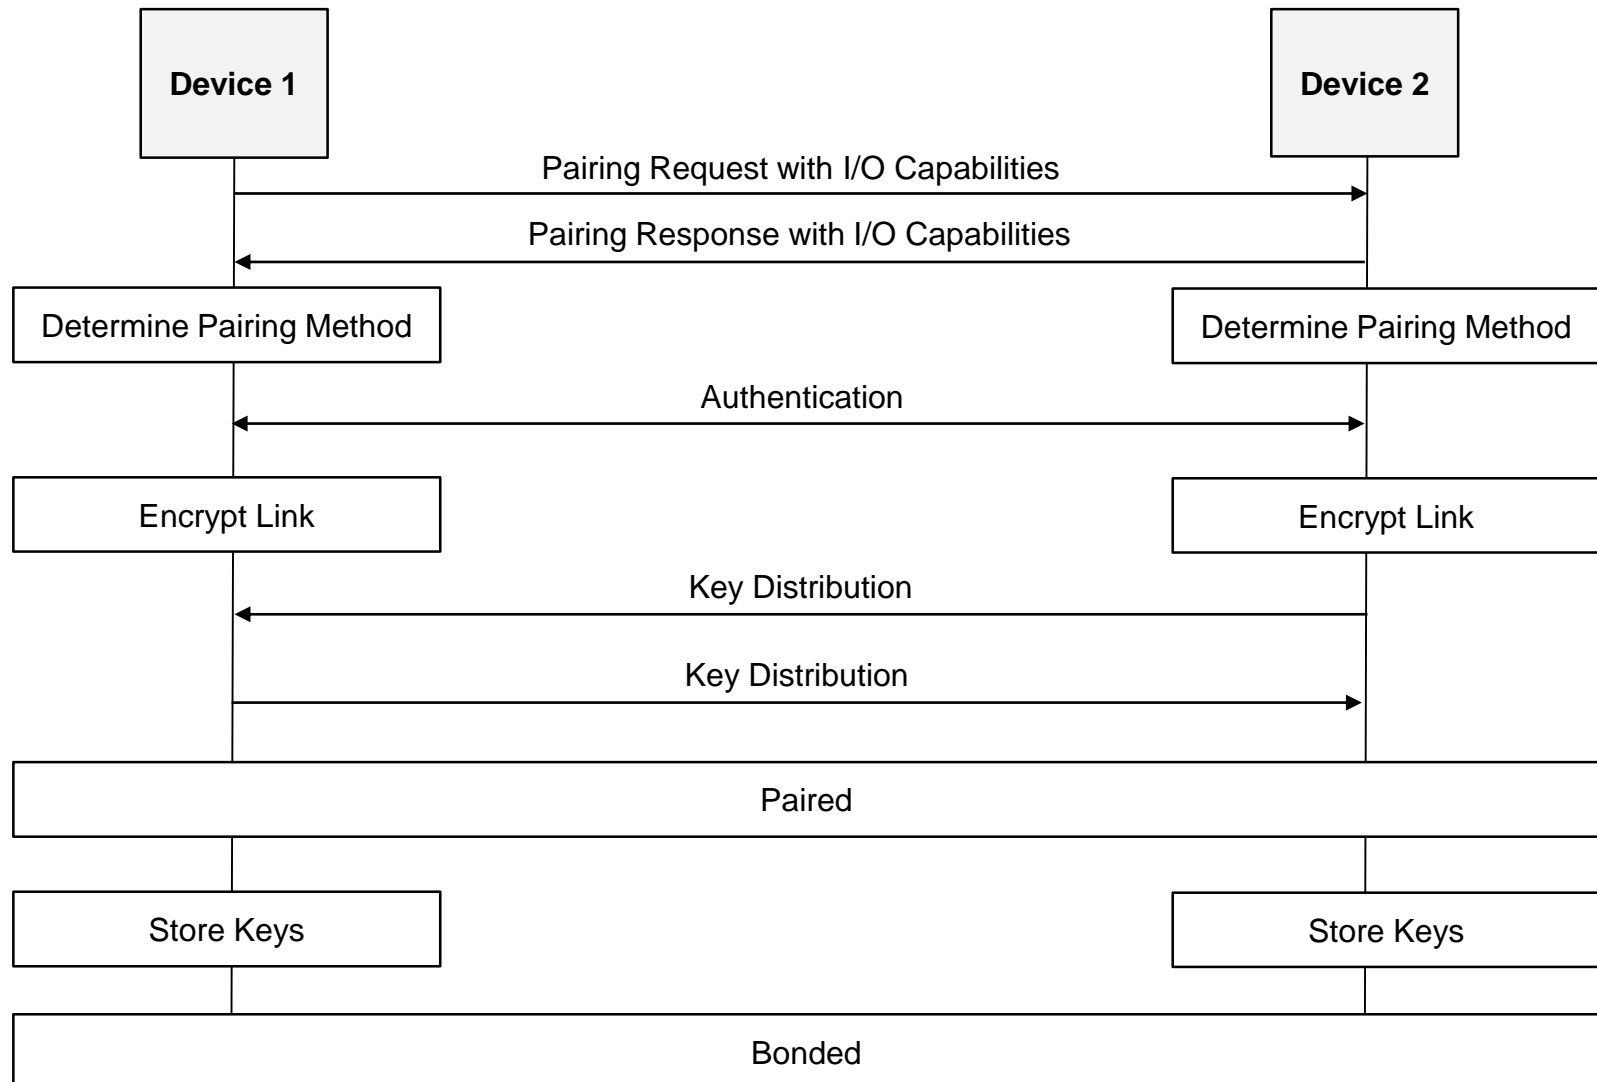 Device 1
Device 2
Pairing Request with I/O Capabilities
Pairing Response with I/O Capabilities
Determine Pairing Method
Determine Pairing Method
Authentication
Encrypt Link
Encrypt Link
Key Distribution
Key Distribution
Paired
Store Keys
Store Keys
Bonded